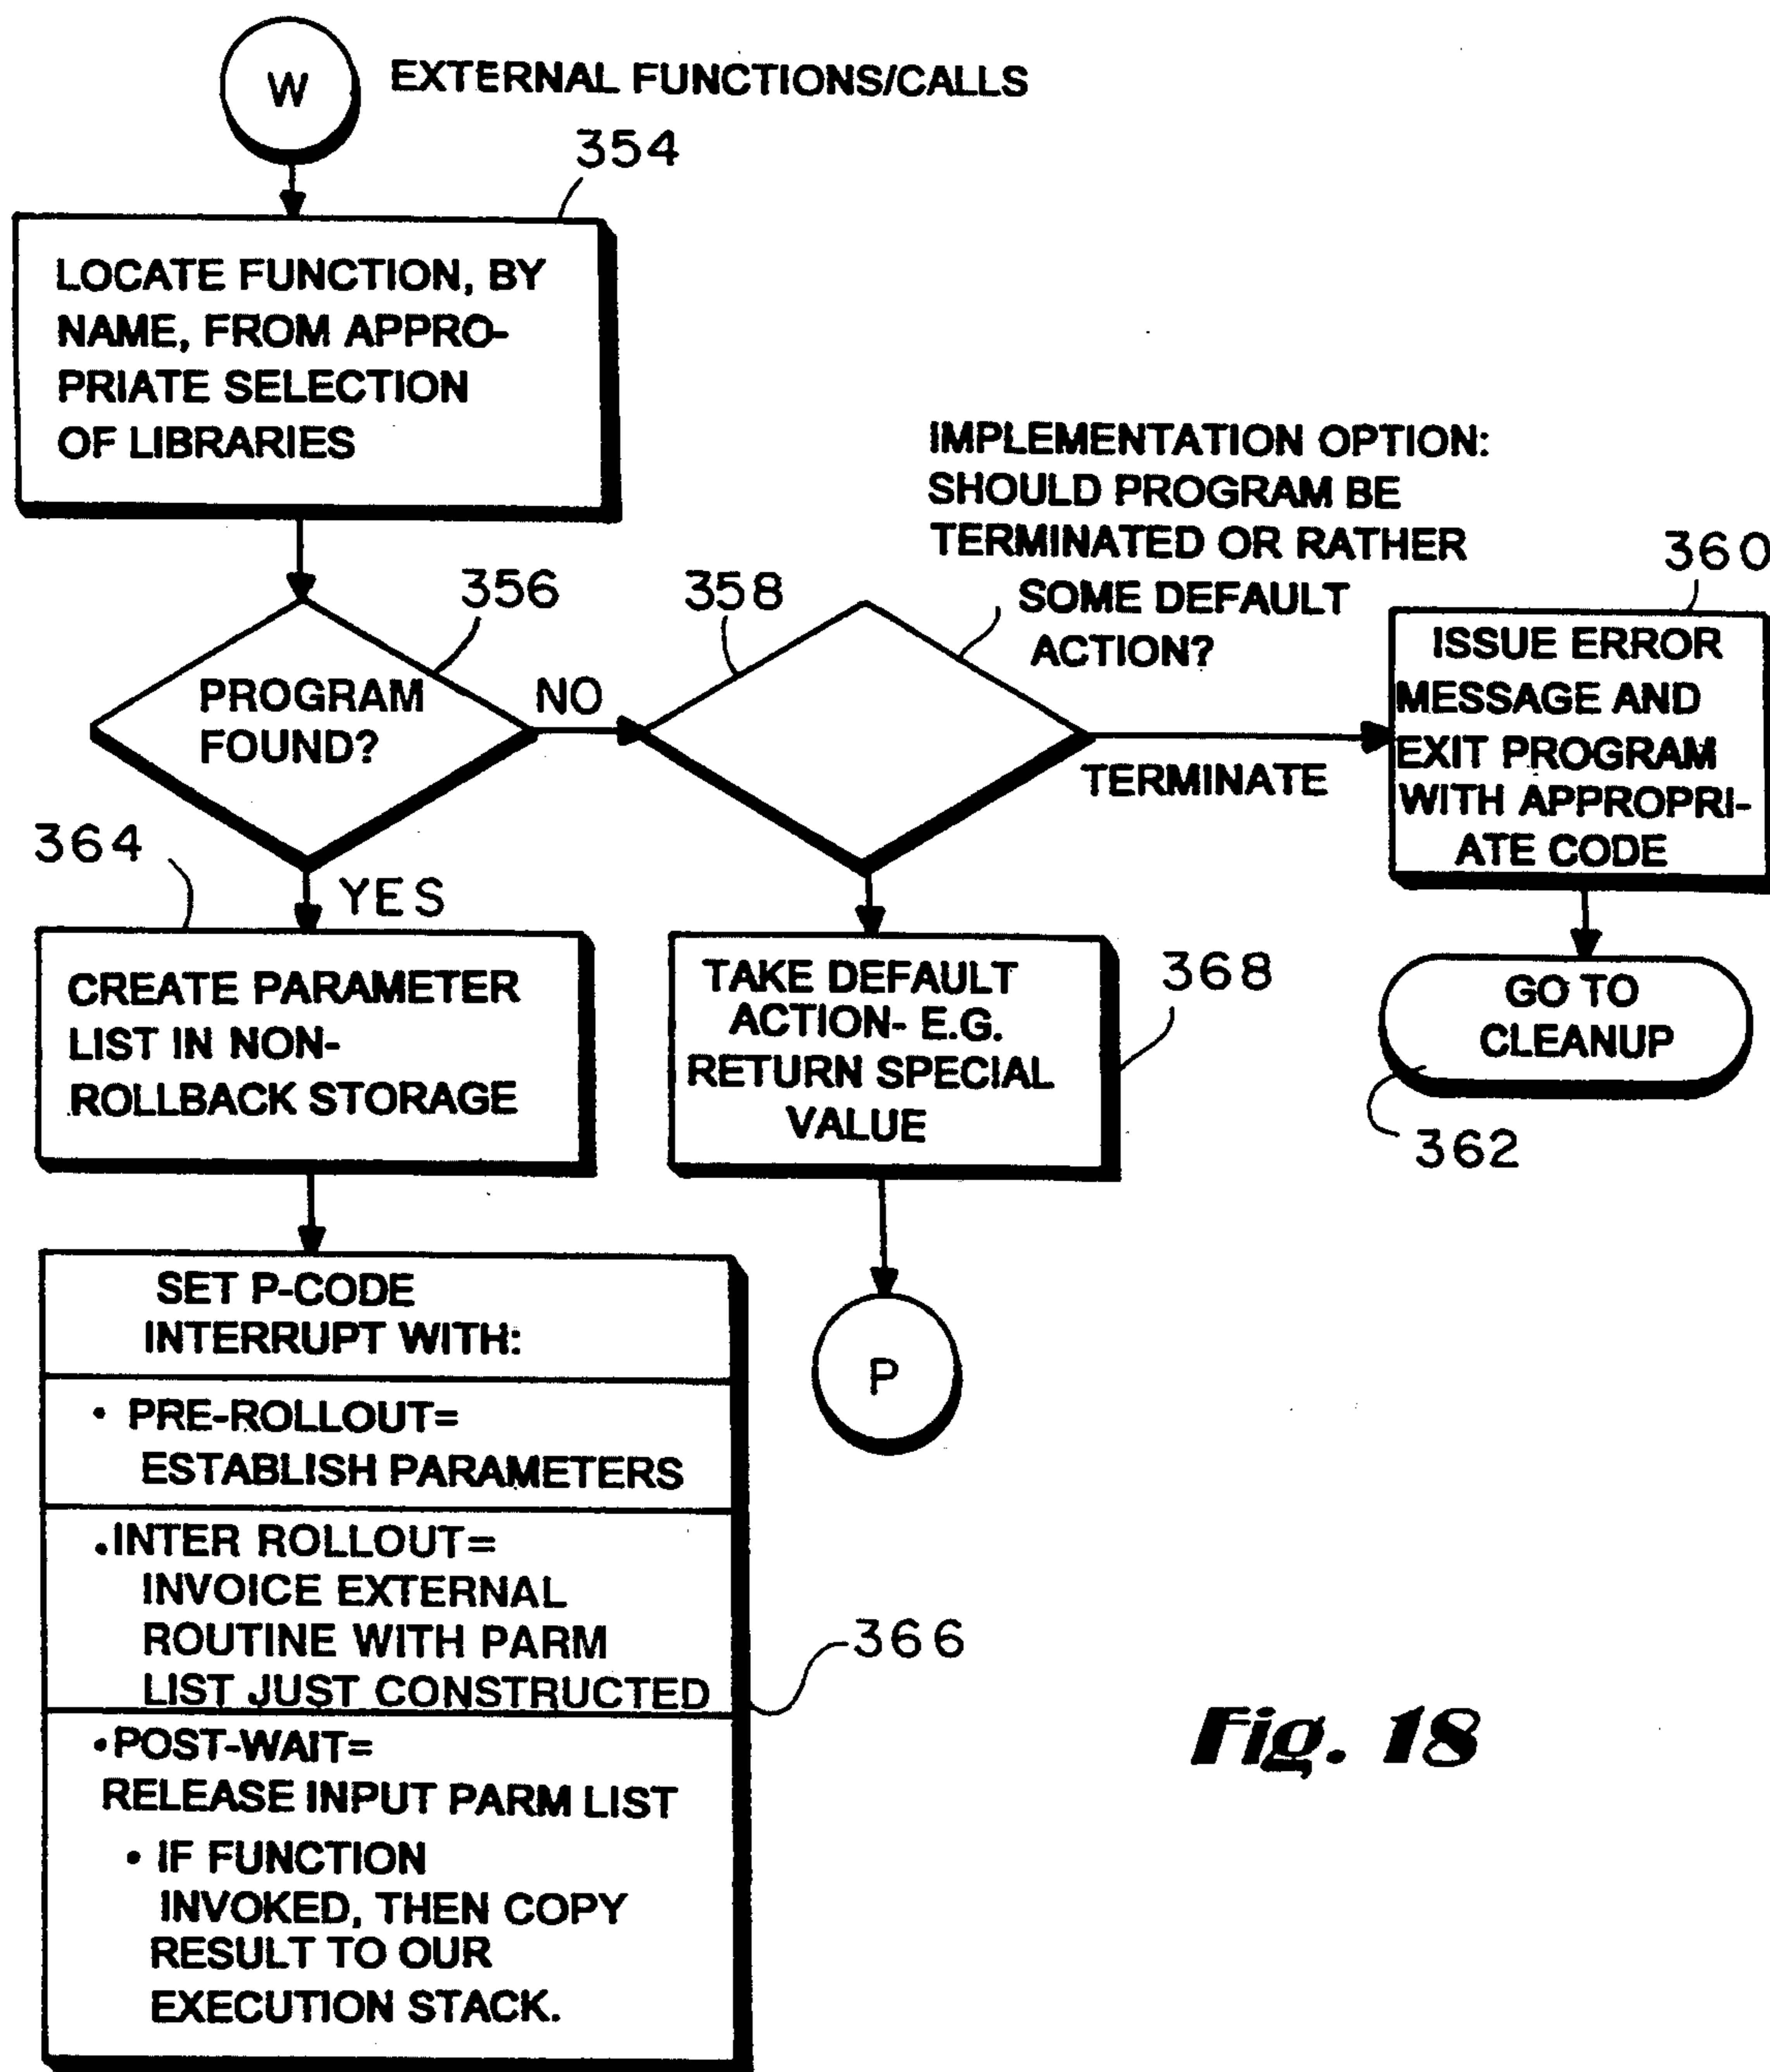 W
EXTERNAL FUNCTIONS/CALLS
354
LOCATE FUNCTION, BY
NAME, FROM APPRO-
PRIATE SELECTION
OF LIBRARIES
356
PROGRAM
FOUND?
NO
358
IMPLEMENTATION OPTION:
SHOULD PROGRAM BE
TERMINATED OR RATHER
SOME DEFAULT
ACTION?
TERMINATE
360
ISSUE ERROR
MESSAGE AND
EXIT PROGRAM
WITH APPROPRI-
ATE CODE
GO TO
CLEANUP
362
364
YES
CREATE PARAMETER
LIST IN NON-
ROLLBACK STORAGE
TAKE DEFAULT
ACTION- E.G.
RETURN SPECIAL
VALUE
368
P
SET P-CODE
INTERRUPT WITH:
• PRE-ROLLOUT=
ESTABLISH PARAMETERS
•INTER ROLLOUT=
INVOICE EXTERNAL
ROUTINE WITH PARM
LIST JUST CONSTRUCTED
366
•POST-WAIT=
RELEASE INPUT PARM LIST
• IF FUNCTION
INVOKED, THEN COPY
RESULT TO OUR
EXECUTION STACK.
Fig. 18